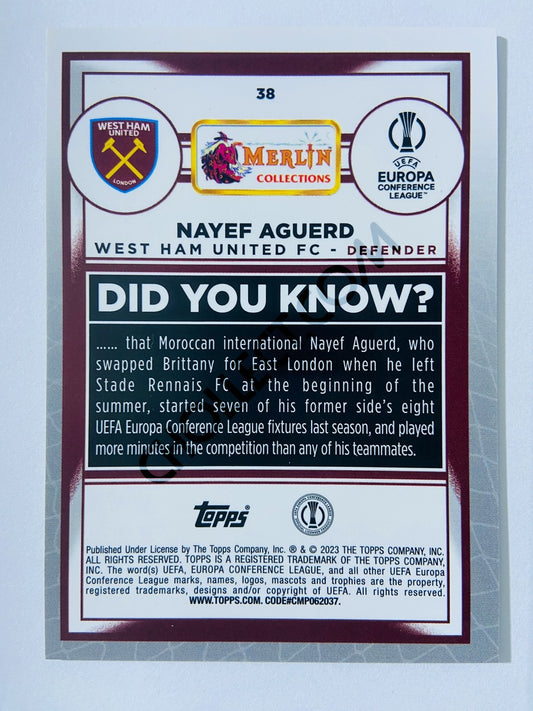 38
WEST HAM
UNITED
LONDON
MERLIN
COLLECTIONS
UEFA
EUROPA
CONFERENCE
LEAGUE™
NAYEF AGUERD
WEST HAM UNITED FC - DEFENDER
DID YOU KNOW?
...... that Moroccan international Nayef Aguerd, who
swapped Brittany for East London when he left
Stade Rennais FC at the beginning of the
summer, started seven of his former side's eight
UEFA Europa Conference League fixtures last season, and played
more minutes in the competition than any of his teammates.
topps
Published Under License by The Topps Company, Inc. ® & © 2023 THE TOPPS COMPANY, INC.
ALL RIGHTS RESERVED. TOPPS IS A REGISTERED TRADEMARK OF THE TOPPS COMPANY,
INC. The word(s) UEFA, EUROPA CONFERENCE LEAGUE, and all other UEFA Europa
Conference League marks, names, logos, mascots and trophies are the property,
registered trademarks, designs and/or copyright of UEFA. All rights reserved.
WWW.TOPPS.COM. CODE#CMP062037.